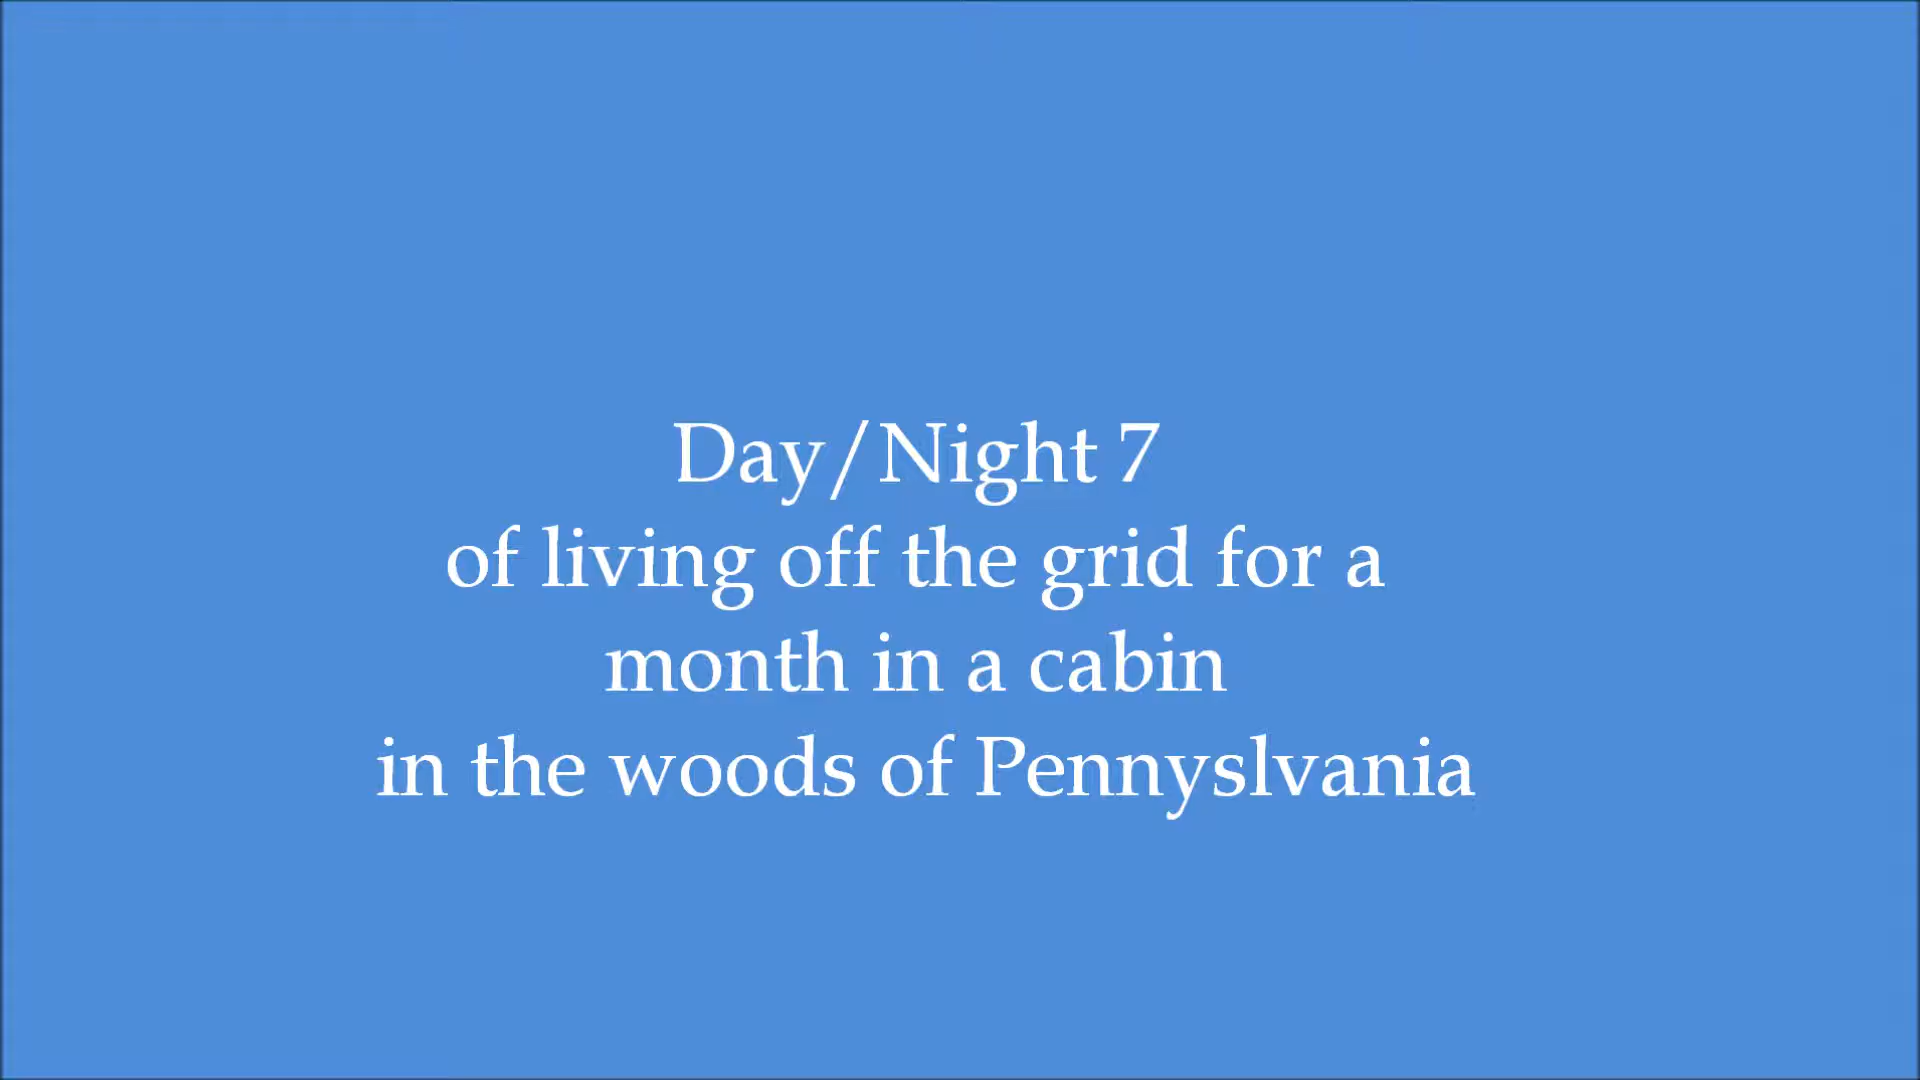 Day/Night 7
of living off the grid for a
month in a cabin
in the woods of Pennyslvania